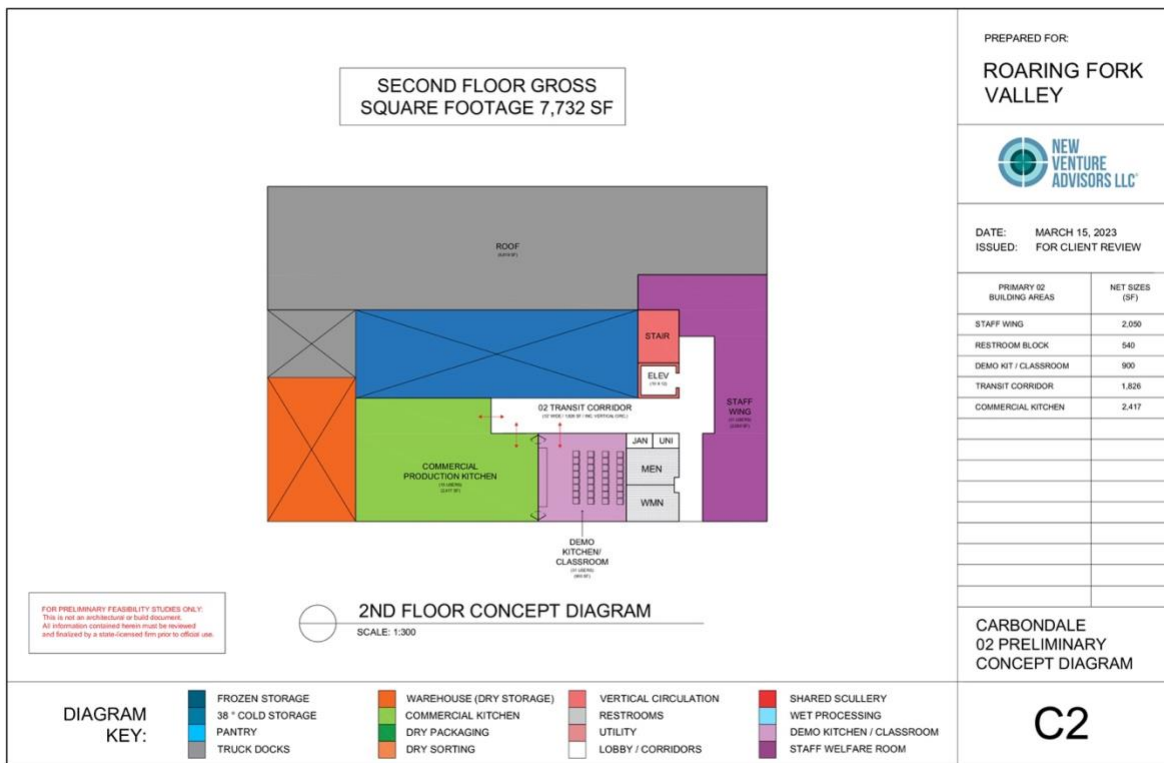 SECOND FLOOR GROSS
SQUARE FOOTAGE 7,732 SF
ROOF
STAIR
ELEV
(10 X 12)
02 TRANSIT CORRIDOR
STAFF
WING
COMMERCIAL
PRODUCTION KITCHEN
(2,417 SF)
JAN
UNI
MEN
WMN
DEMO
KITCHEN/
CLASSROOM
FOR PRELIMINARY FEASIBILITY STUDIES ONLY:
This is not an architectural or build document.
All information contained herein must be reviewed
and finalized by a state-licensed firm prior to official use.
2ND FLOOR CONCEPT DIAGRAM
SCALE: 1:300
DIAGRAM
KEY:
FROZEN STORAGE
38 ° COLD STORAGE
PANTRY
TRUCK DOCKS
WAREHOUSE (DRY STORAGE)
COMMERCIAL KITCHEN
DRY PACKAGING
DRY SORTING
VERTICAL CIRCULATION
RESTROOMS
UTILITY
LOBBY / CORRIDORS
SHARED SCULLERY
WET PROCESSING
DEMO KITCHEN / CLASSROOM
STAFF WELFARE ROOM
PREPARED FOR:
ROARING FORK
VALLEY
NEW
VENTURE
ADVISORS LLC
DATE: MARCH 15, 2023
ISSUED: FOR CLIENT REVIEW
PRIMARY 02
BUILDING AREAS
NET SIZES
(SF)
STAFF WING 2,050
RESTROOM BLOCK 540
DEMO KIT / CLASSROOM 900
TRANSIT CORRIDOR 1,826
COMMERCIAL KITCHEN 2,417
CARBONDALE
02 PRELIMINARY
CONCEPT DIAGRAM
C2